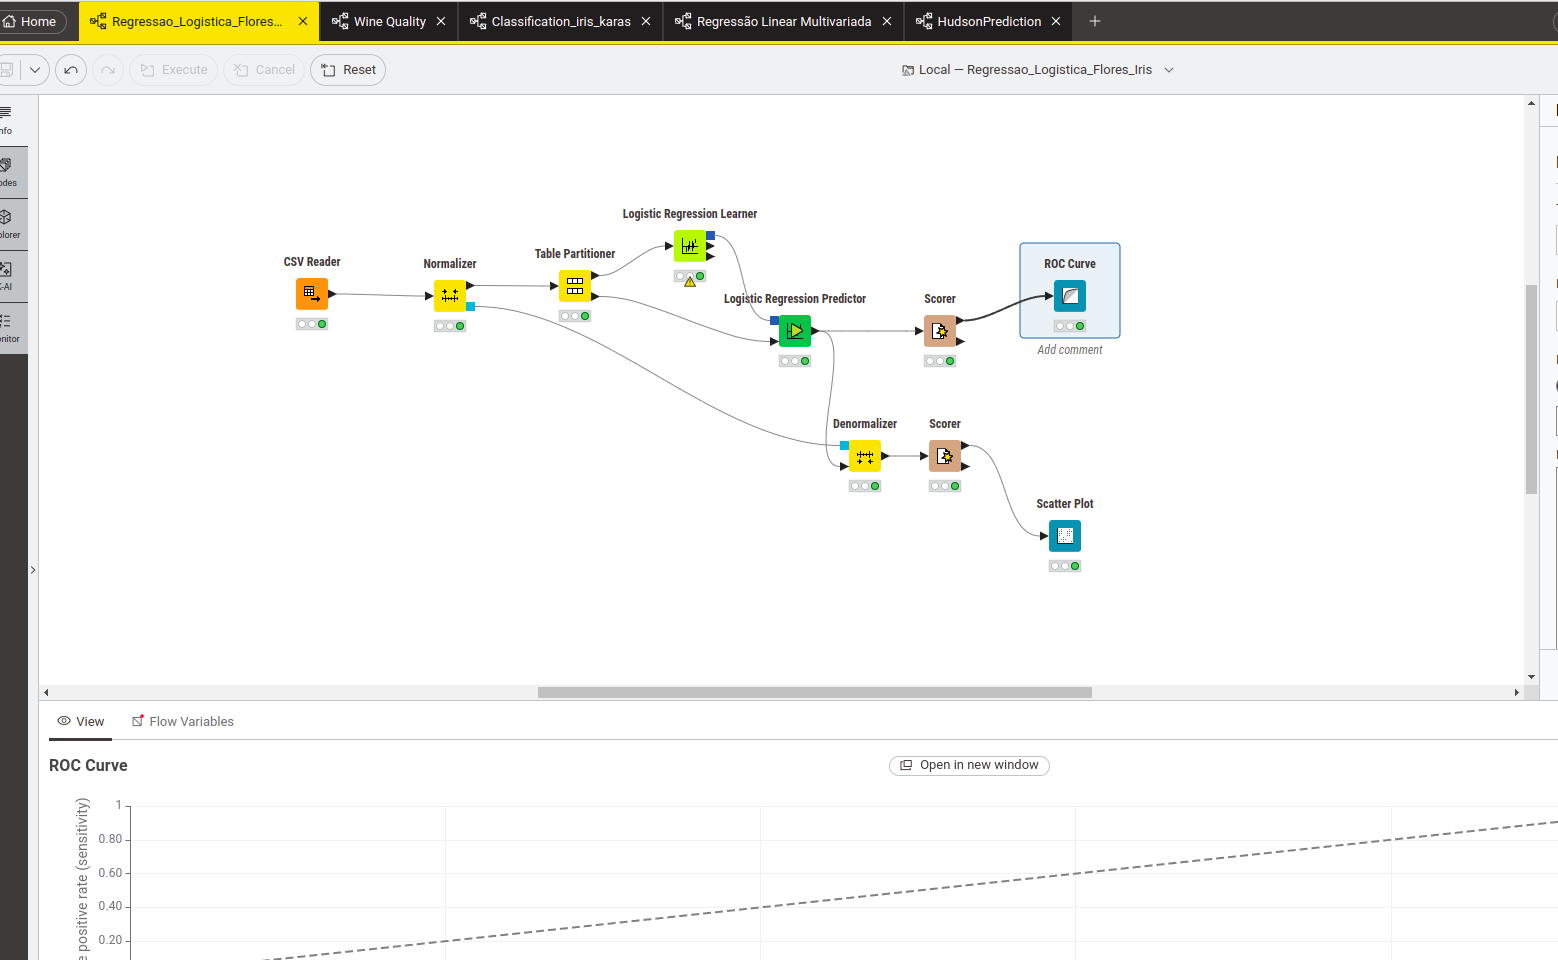 Home
Regressao_Logistica_Flores...
Wine Quality
Classification_iris_karas
Regressão Linear Multivariada
HudsonPrediction
Execute
Cancel
Reset
Local — Regressao_Logistica_Flores_Iris
nfo
odes
plorer
K-AI
onitor
Logistic Regression Learner
CSV Reader
Normalizer
Table Partitioner
Logistic Regression Predictor
Scorer
ROC Curve
Add comment
Denormalizer
Scorer
Scatter Plot
View
Flow Variables
ROC Curve
Open in new window
e positive rate (sensitivity)
1
0.80
0.60
0.40
0.20